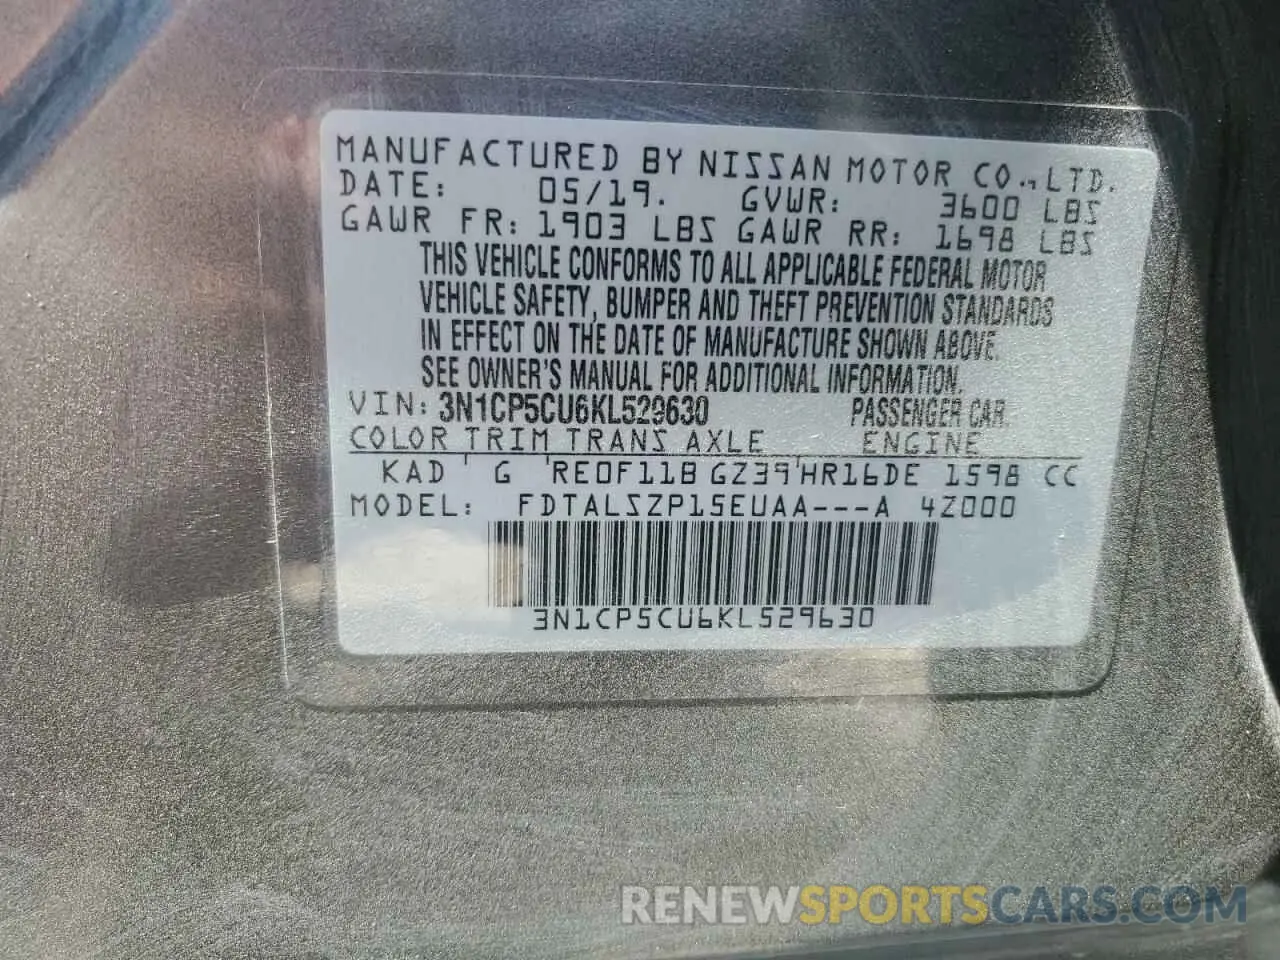 MANUFACTURED BY NISSAN MOTOR CO., LTD.
DATE: 05/19. GVWR: 3600 LBS
GAWR FR: 1903 LBS GAWR RR: 1698 LBS
THIS VEHICLE CONFORMS TO ALL APPLICABLE FEDERAL MOTOR
VEHICLE SAFETY, BUMPER AND THEFT PREVENTION STANDARDS
IN EFFECT ON THE DATE OF MANUFACTURE SHOWN ABOVE.
SEE OWNER'S MANUAL FOR ADDITIONAL INFORMATION.
VIN: 3N1CP5CU6KL529630 PASSENGER CAR.
COLOR TRIM TRANS AXLE ENGINE
KAD G RE0F11B GZ39 HR16DE 1598 CC
MODEL: FDTALSZP15EUAA---A 4Z000
3N1CP5CU6KL529630
RENEWSPORTSCARS.COM